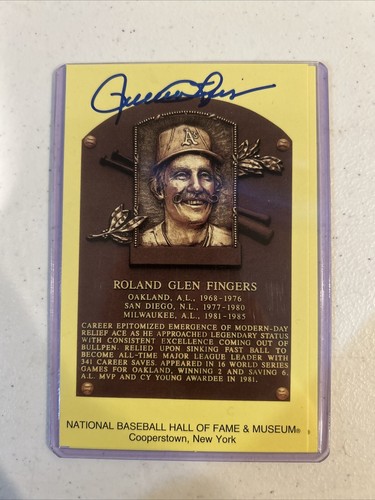 Rollie Fingers
A's
ROLAND GLEN FINGERS
OAKLAND, A.L., 1968-1976
SAN DIEGO, N.L., 1977-1980
MILWAUKEE, A.L., 1981-1985
CAREER EPITOMIZED EMERGENCE OF MODERN-DAY
RELIEF ACE AS HE APPROACHED LEGENDARY STATUS
WITH CONSISTENT EXCELLENCE COMING OUT OF
BULLPEN. RELIED UPON SINKING FAST BALL TO
BECOME ALL-TIME MAJOR LEAGUE LEADER WITH
341 CAREER SAVES. APPEARED IN 16 WORLD SERIES
GAMES FOR OAKLAND, WINNING 2 AND SAVING 6.
A.L. MVP AND CY YOUNG AWARDEE IN 1981.
NATIONAL BASEBALL HALL OF FAME & MUSEUM®
Cooperstown, New York